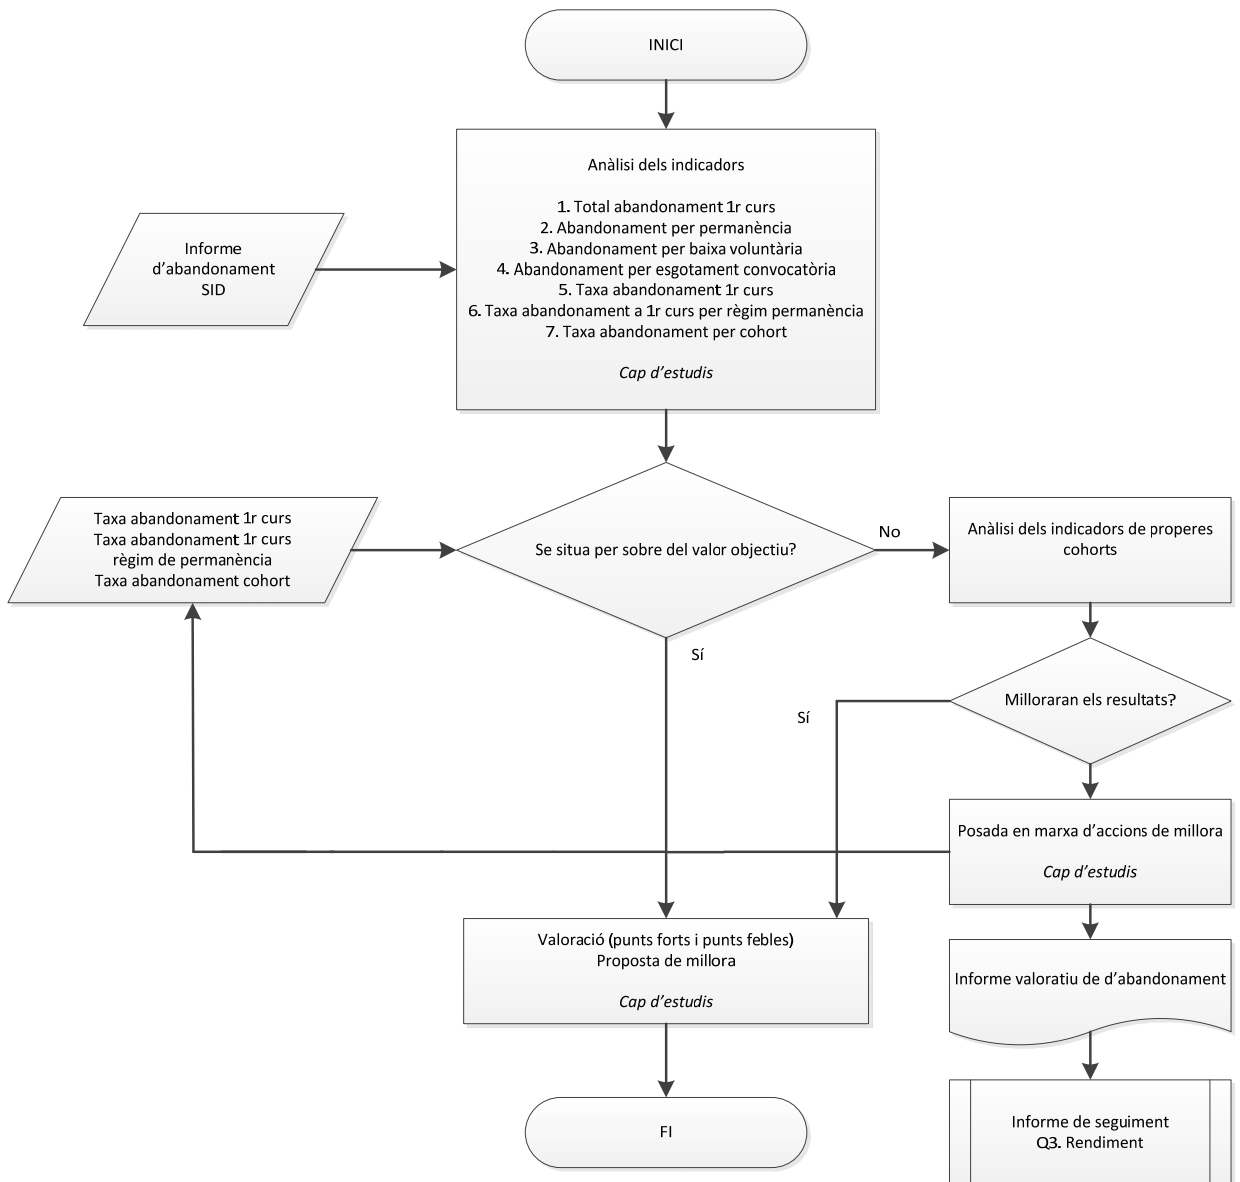 INICI
Anàlisi dels indicadors
1. Total abandonament 1r curs
2. Abandonament per permanència
3. Abandonament per baixa voluntària
4. Abandonament per esgotament convocatòria
5. Taxa abandonament 1r curs
6. Taxa abandonament a 1r curs per règim permanència
7. Taxa abandonament per cohort
Cap d’estudis
Informe
d’abandonament
SID
Taxa abandonament 1r curs
Taxa abandonament 1r curs
règim de permanència
Taxa abandonament cohort
Se situa per sobre del valor objectiu?
No
Anàlisi dels indicadors de properes
cohorts
Sí
Milloraran els resultats?
Sí
Posada en marxa d’accions de millora
Cap d’estudis
Valoració (punts forts i punts febles)
Proposta de millora
Cap d’estudis
Informe valoratiu de d’abandonament
FI
Informe de seguiment
Q3. Rendiment